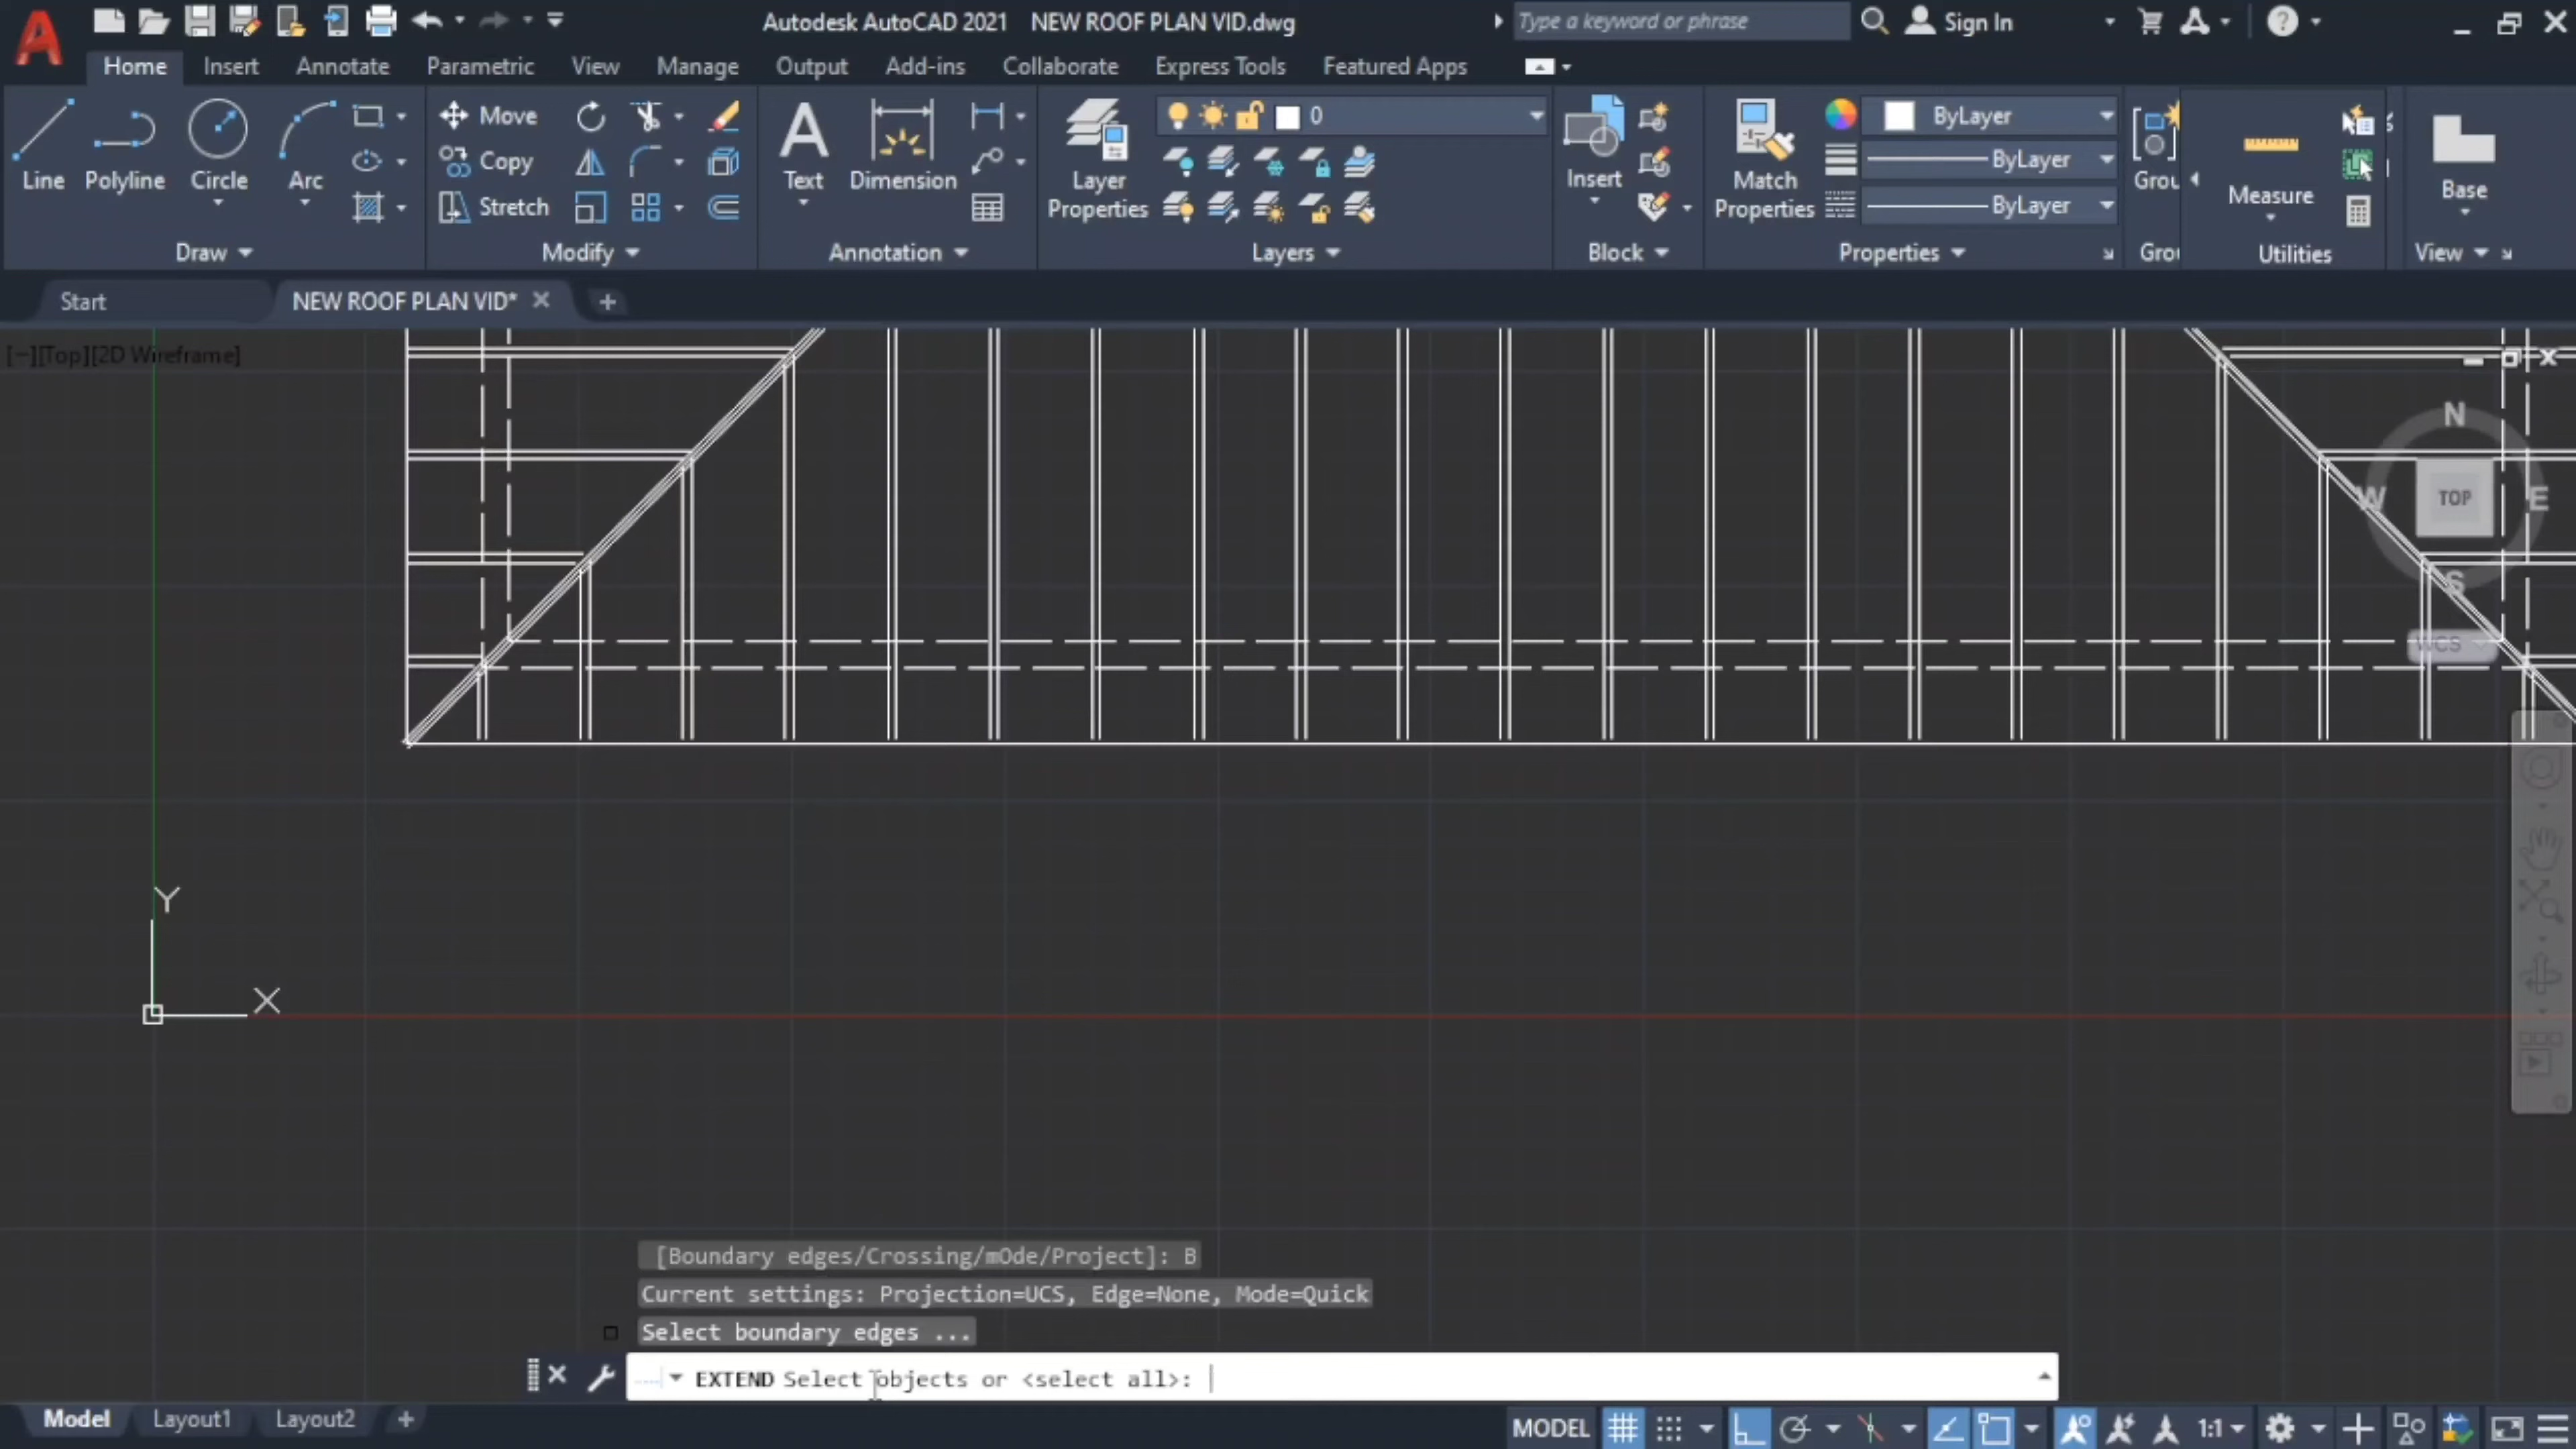 Autodesk AutoCAD 2021 NEW ROOF PLAN VID.dwg
Type a keyword or phrase
Sign In
Home Insert Annotate Parametric View Manage Output Add-ins Collaborate Express Tools Featured Apps
Line Polyline Circle Arc
Move
Copy
Stretch
Text Dimension
Layer Properties
0
Insert
Match Properties
ByLayer
ByLayer
ByLayer
Grou
Measure
Base
Draw Modify Annotation Layers Block Properties Grou Utilities View
Start NEW ROOF PLAN VID*
[−][Top][2D Wireframe]
N
W TOP E
S
WCS
Y
X
[Boundary edges/Crossing/mOde/Project]: B
Current settings: Projection=UCS, Edge=None, Mode=Quick
Select boundary edges ...
EXTEND Select objects or <select all>:
Model Layout1 Layout2
MODEL 1:1